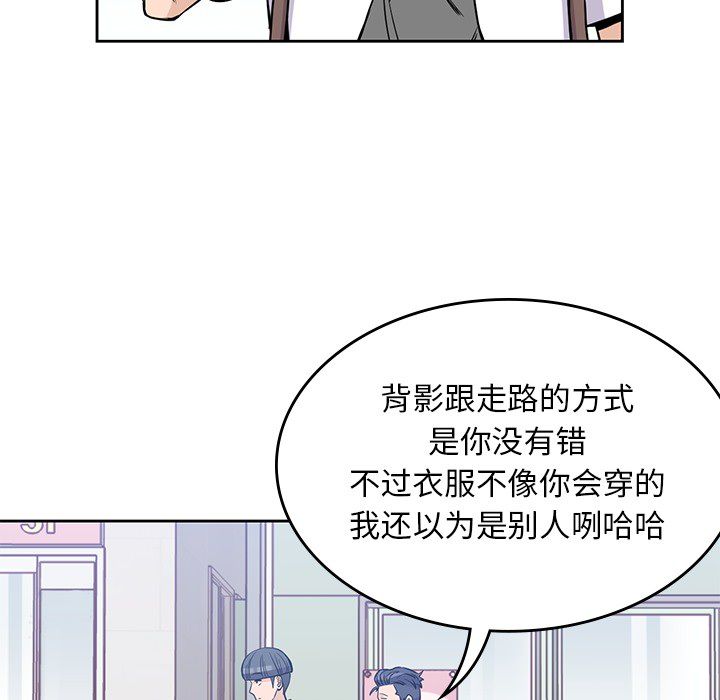 背影跟走路的方式
是你没有错
不过衣服不像你会穿的
我还以为是别人咧哈哈